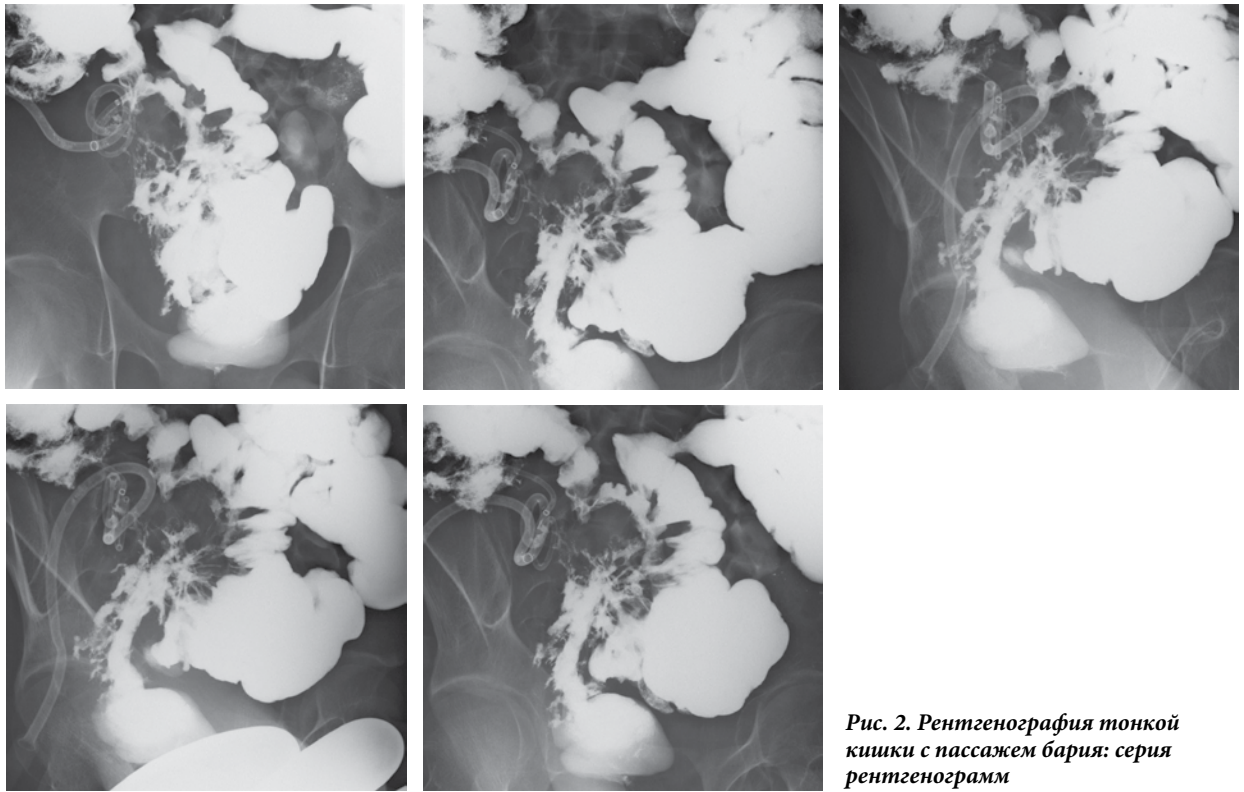 Рис. 2. Рентгенография тонкой
кишки с пассажем бария: серия
рентгенограмм